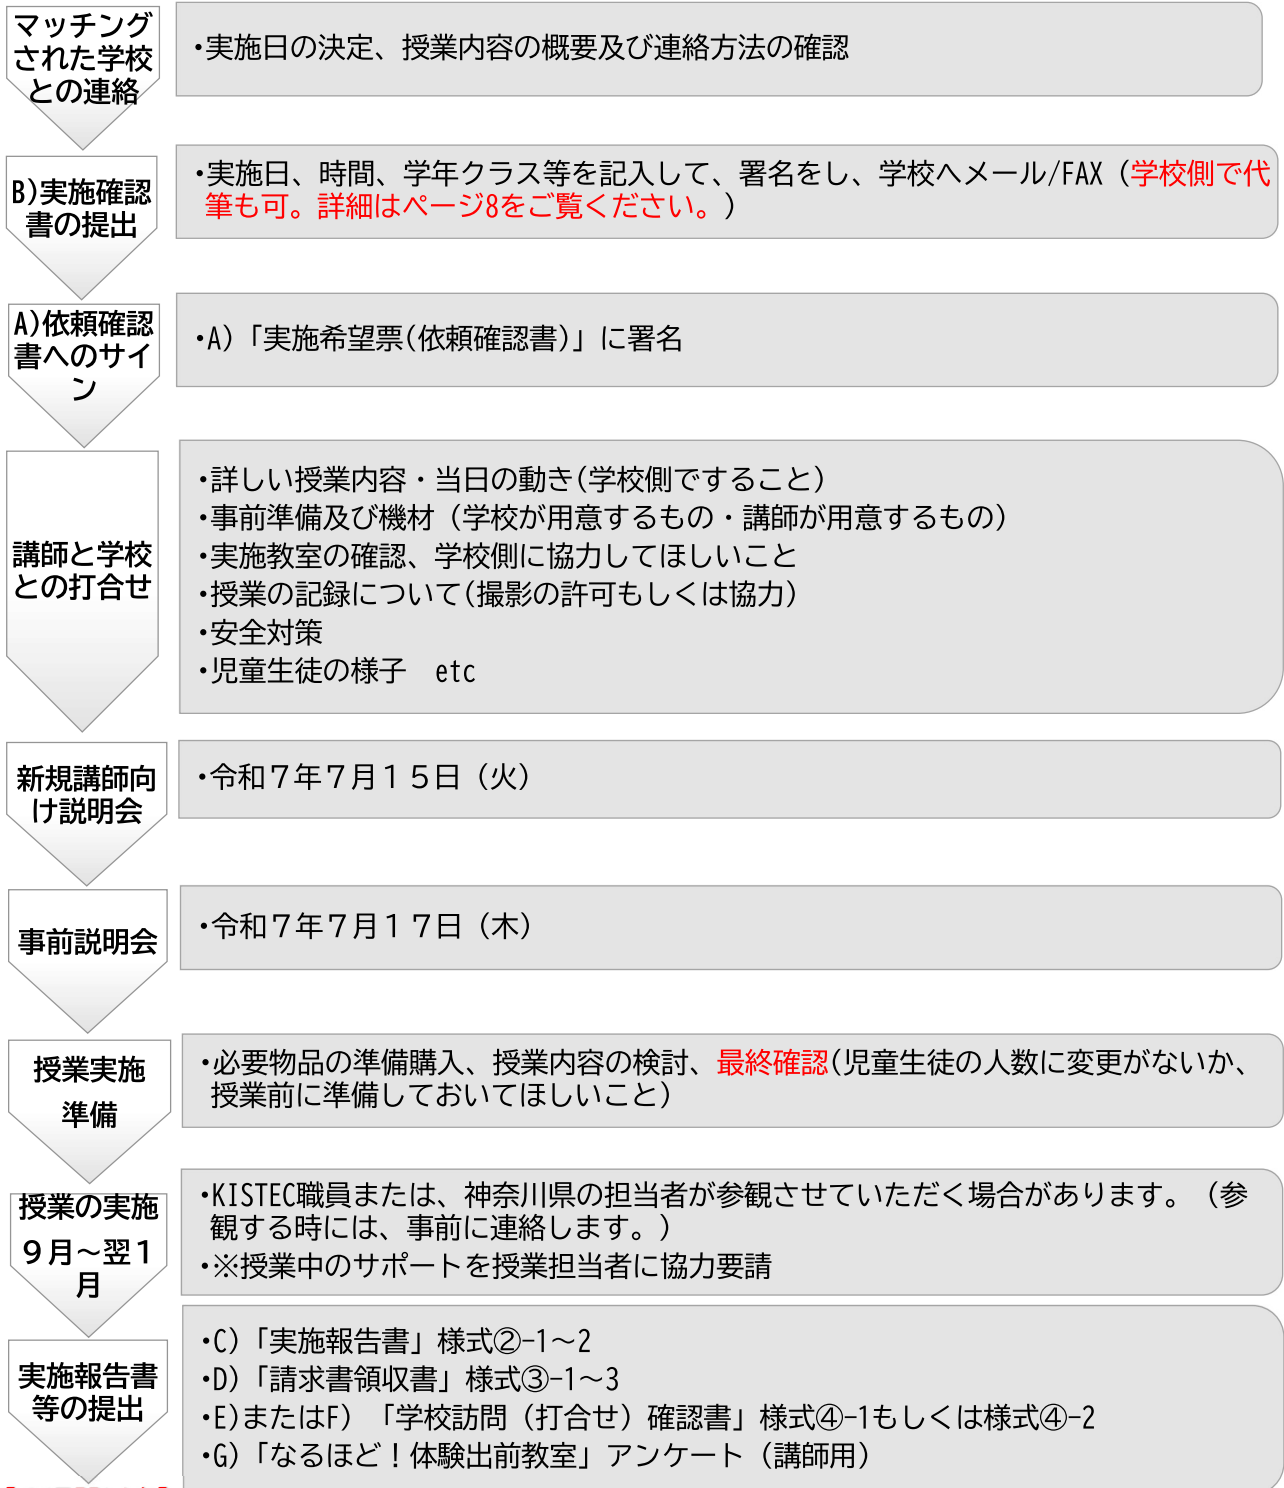 マッチング
された学校
との連絡
・実施日の決定、授業内容の概要及び連絡方法の確認
B)実施確認
書の提出
・実施日、時間、学年クラス等を記入して、署名をし、学校へメール/FAX（学校側で代
筆も可。詳細はページ8をご覧ください。）
A)依頼確認
書へのサイ
ン
・A)「実施希望票(依頼確認書)」に署名
講師と学校
との打合せ
・詳しい授業内容・当日の動き(学校側ですること)
・事前準備及び機材（学校が用意するもの・講師が用意するもの）
・実施教室の確認、学校側に協力してほしいこと
・授業の記録について(撮影の許可もしくは協力)
・安全対策
・児童生徒の様子　etc
新規講師向
け説明会
・令和７年７月１５日（火）
事前説明会
・令和７年７月１７日（木）
授業実施
準備
・必要物品の準備購入、授業内容の検討、最終確認(児童生徒の人数に変更がないか、
授業前に準備しておいてほしいこと)
授業の実施
９月～翌１
月
・KISTEC職員または、神奈川県の担当者が参観させていただく場合があります。（参
観する時には、事前に連絡します。）
・※授業中のサポートを授業担当者に協力要請
実施報告書
等の提出
・C)「実施報告書」様式②-1～2
・D)「請求書領収書」様式③-1～3
・E)またはF) 「学校訪問（打合せ）確認書」様式④-1もしくは様式④-2
・G)「なるほど！体験出前教室」アンケート（講師用）